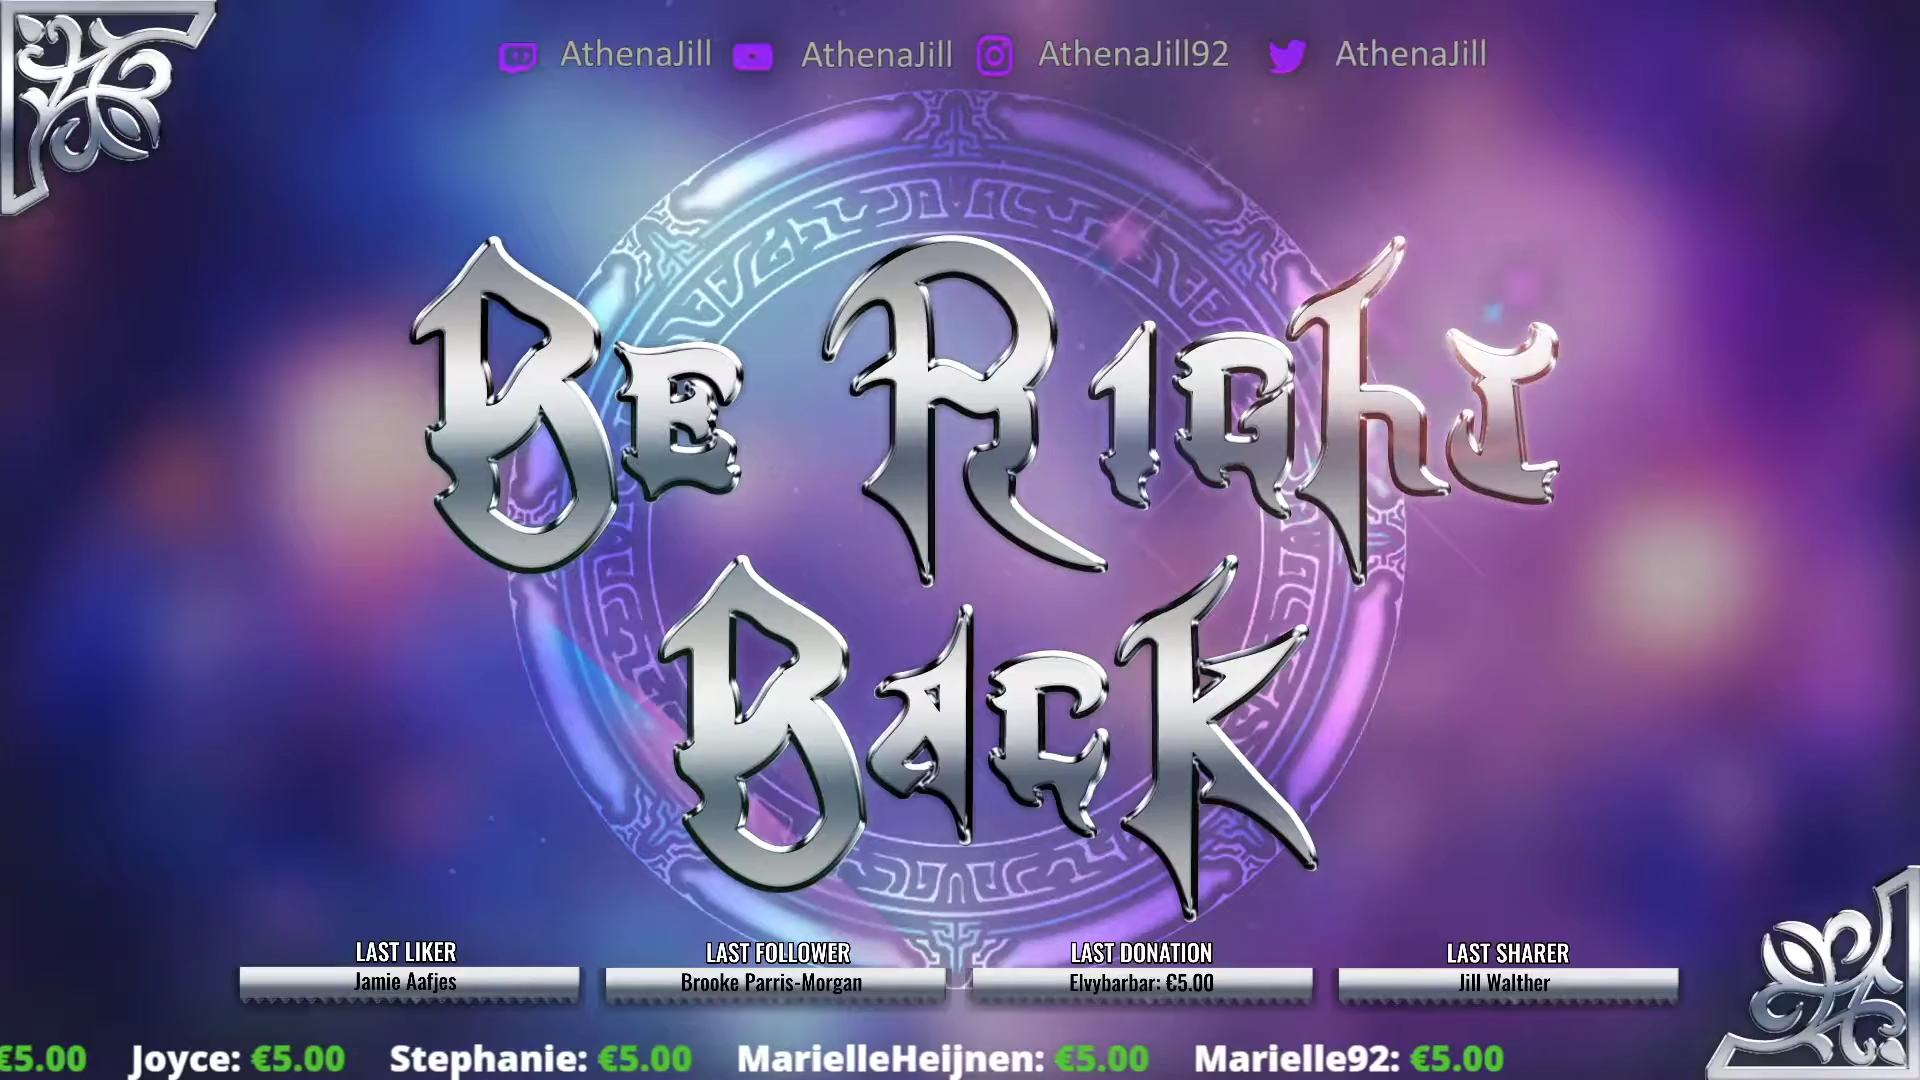 AthenaJill AthenaJill AthenaJill92 AthenaJill
Be Right
Back
LAST LIKER LAST FOLLOWER LAST DONATION LAST SHARER
Jamie Aafjes Brooke Parris-Morgan Elvybarbar: €5.00 Jill Walther
€5.00 Joyce: €5.00 Stephanie: €5.00 MarielleHeijnen: €5.00 Marielle92: €5.00